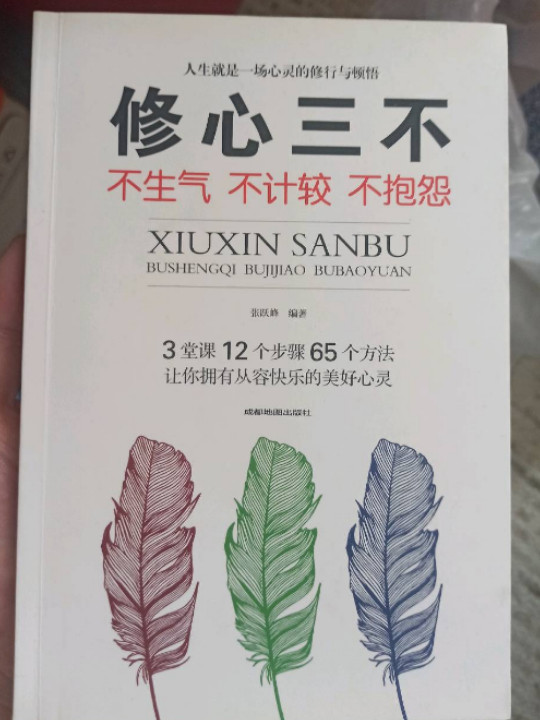 人生就是一场心灵的修行与顿悟
修心三不
不生气 不计较 不抱怨
XIUXIN SANBU
BUSHENGQI BUJIJIAO BUBAOYUAN
张跃峰 编著
3堂课 12个步骤 65个方法
让你拥有从容快乐的美好心灵
成都地图出版社